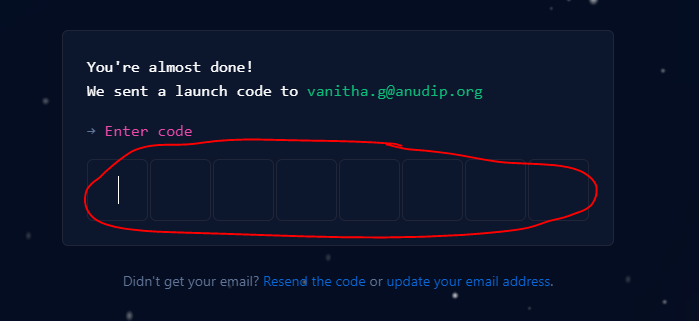 You're almost done!
We sent a launch code to vanitha.g@anudip.org
→ Enter code
Didn't get your email? Resend the code or update your email address.